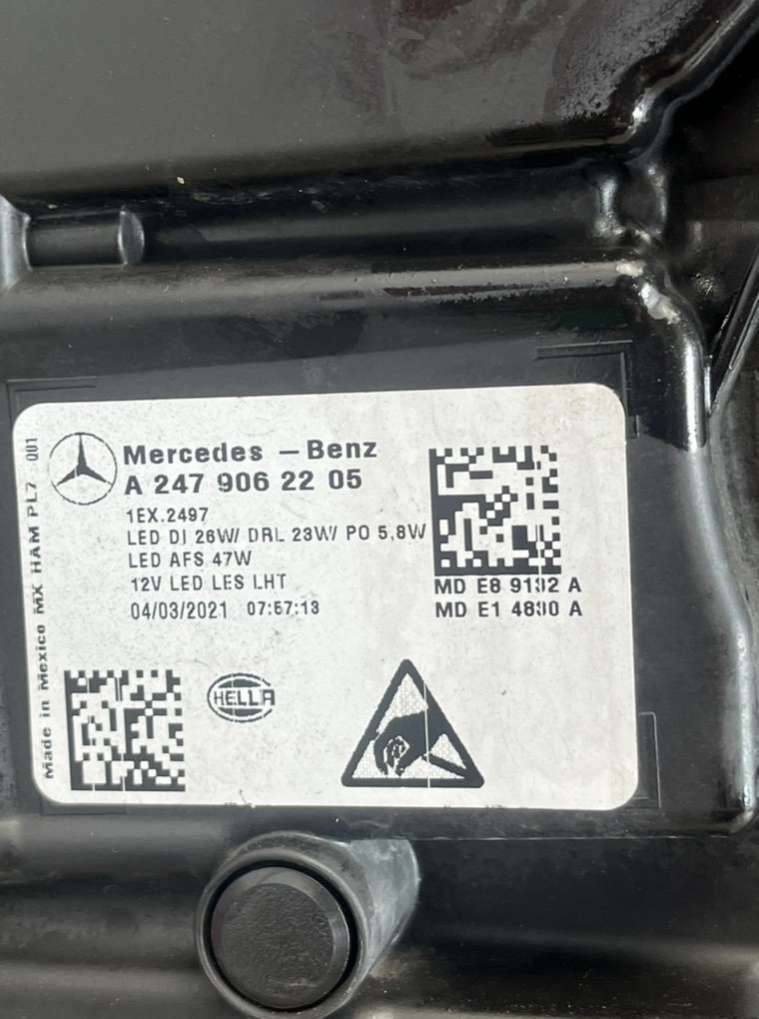 Mercedes – Benz
A 247 906 22 05
1EX.2497
LED DI 26W/ DRL 23W/ PO 5,8W
LED AFS 47W
12V LED LES LHT
04/03/2021 07:57:13
MD E8 9132 A
MD E1 4830 A
HELLA
Made in Mexico MX HAM PL7 001